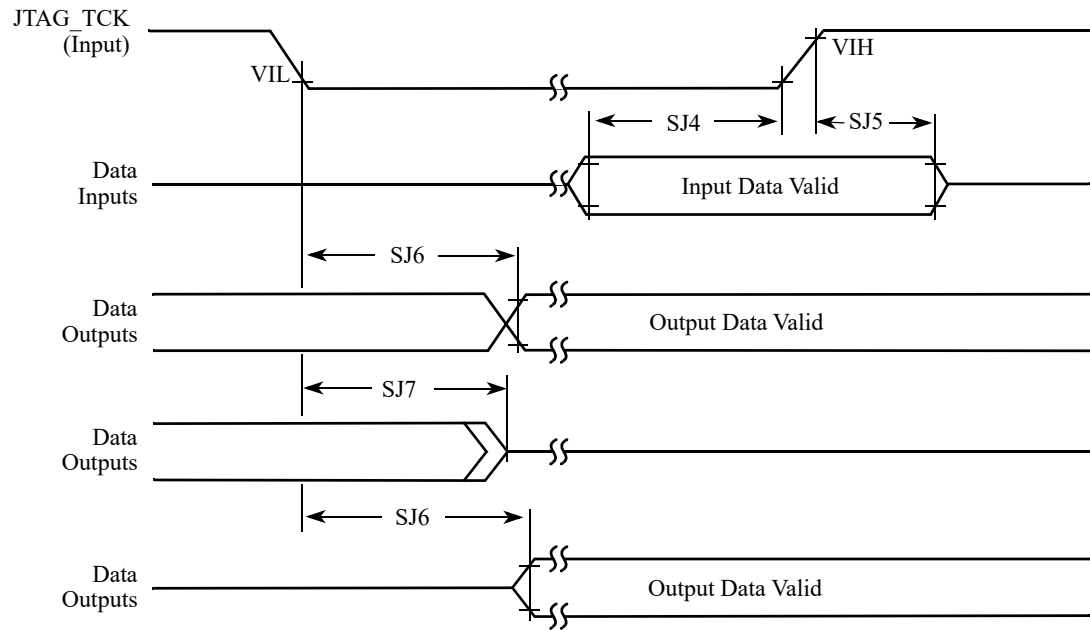 JTAG_TCK
(Input)
VIL
VIH
SJ4
SJ5
Data
Inputs
Input Data Valid
SJ6
Data
Outputs
Output Data Valid
SJ7
Data
Outputs
SJ6
Data
Outputs
Output Data Valid